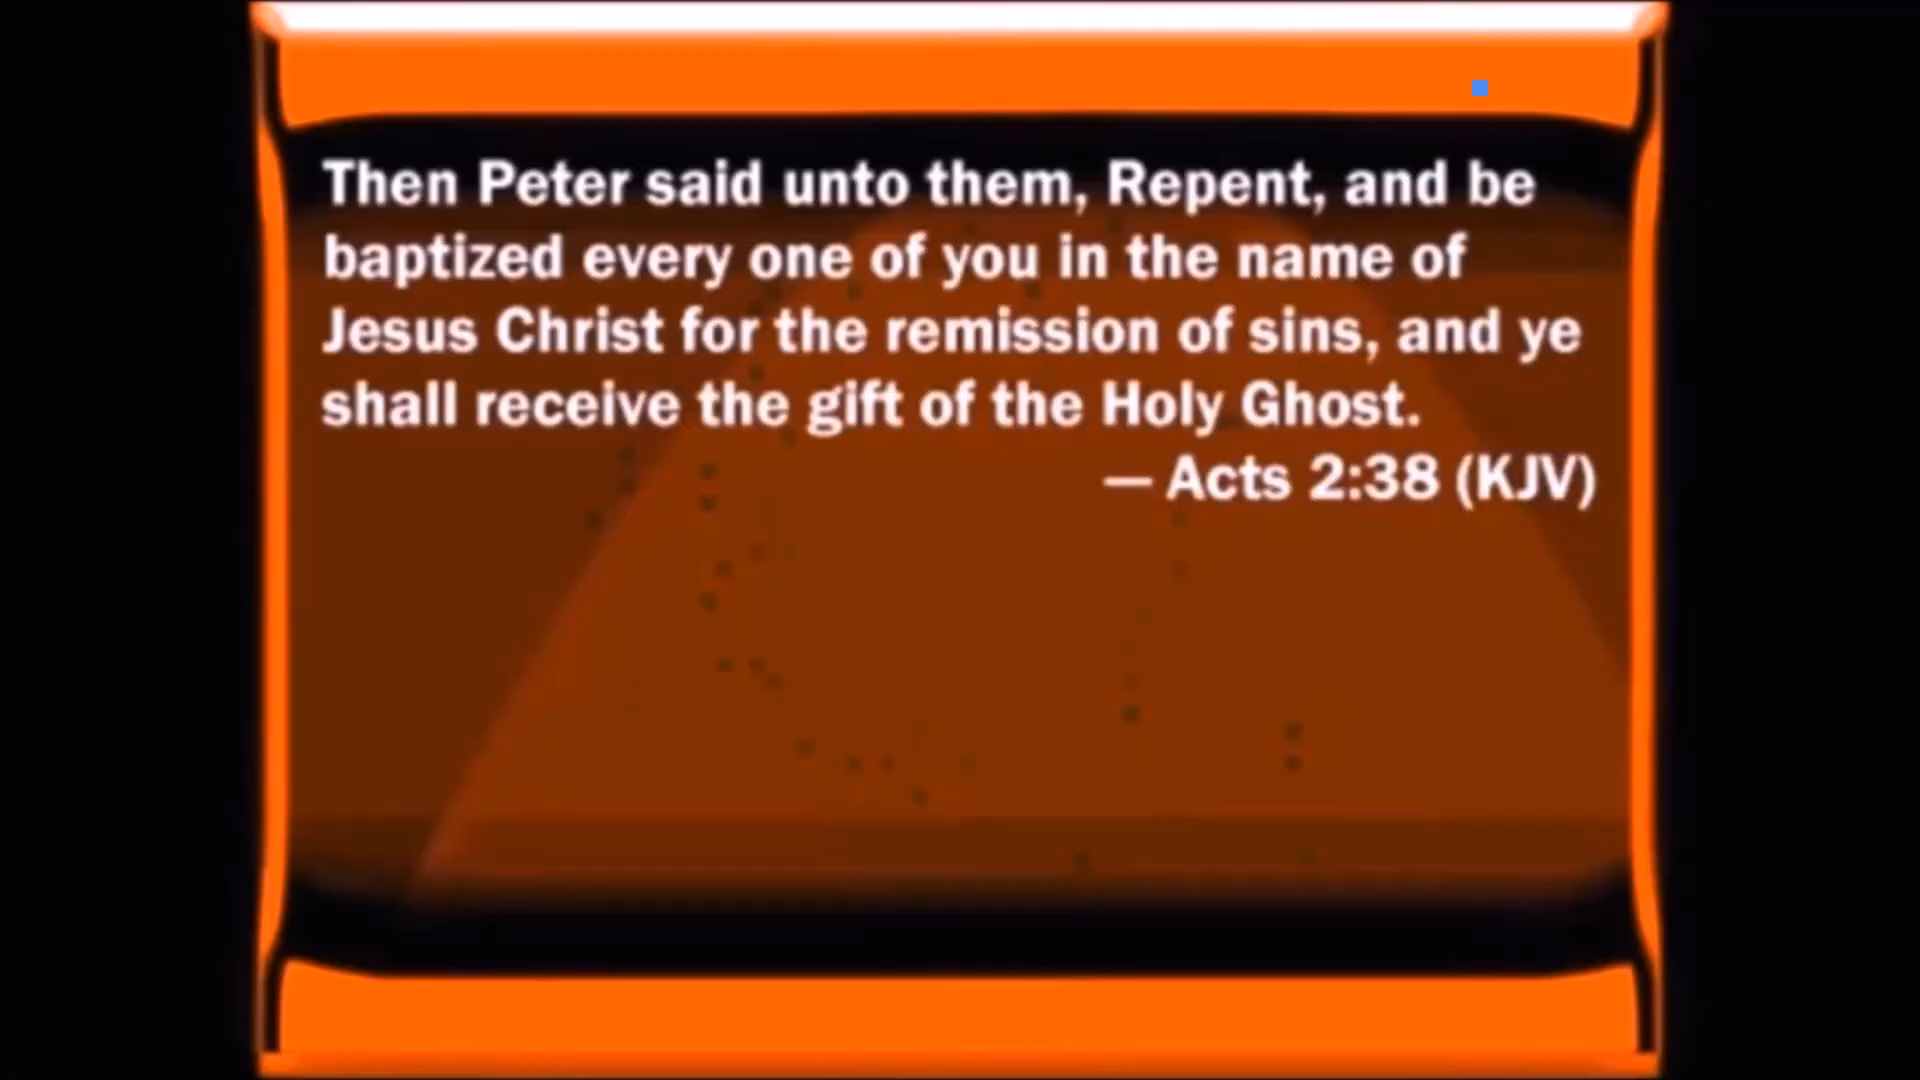 Then Peter said unto them, Repent, and be
baptized every one of you in the name of
Jesus Christ for the remission of sins, and ye
shall receive the gift of the Holy Ghost.
— Acts 2:38 (KJV)